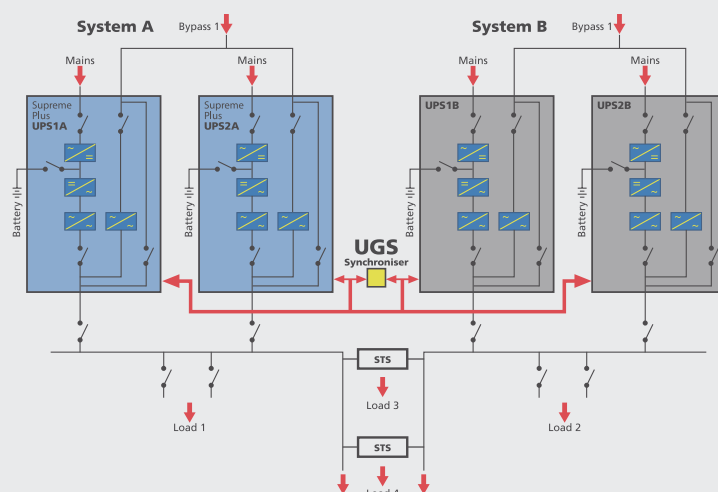 System A
Bypass 1
System B
Bypass 1
Mains
Mains
Mains
Mains
Supreme
Plus
UPS1A
Supreme
Plus
UPS2A
UPS1B
UPS2B
Battery
Battery
Battery
Battery
UGS
Synchroniser
STS
Load 3
Load 1
Load 2
STS
Load 4